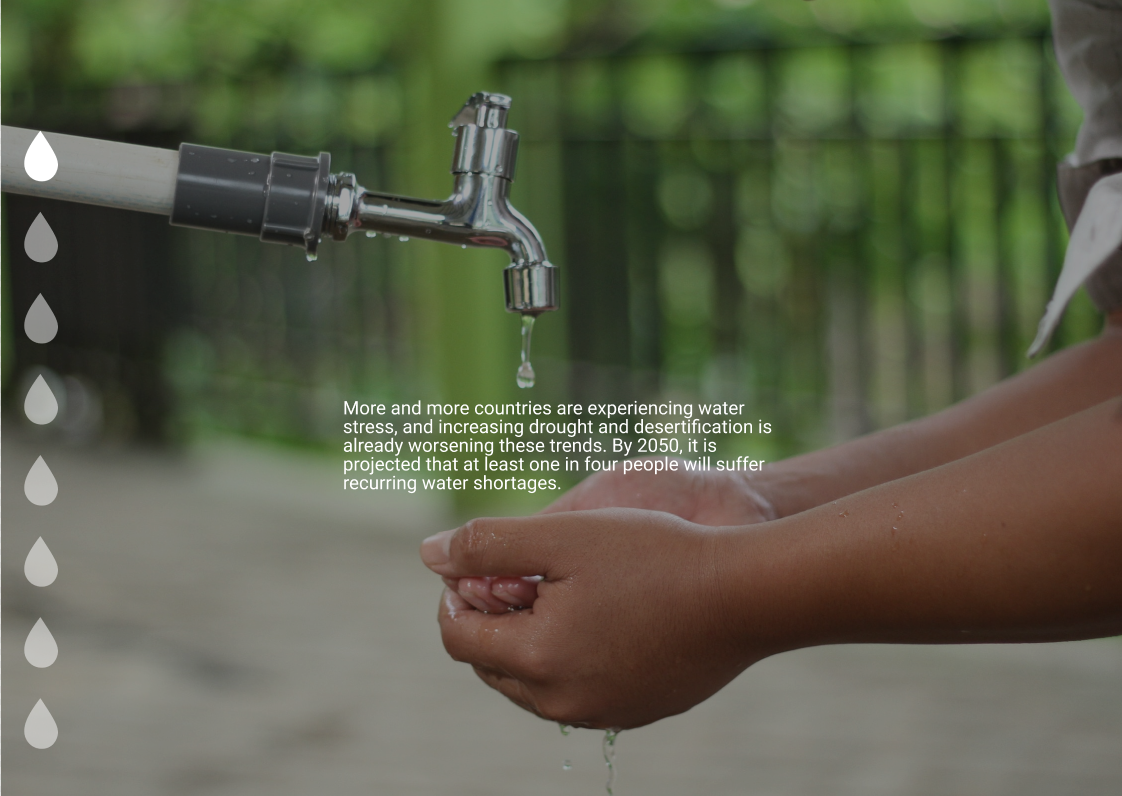 More and more countries are experiencing water
stress, and increasing drought and desertification is
already worsening these trends. By 2050, it is
projected that at least one in four people will suffer
recurring water shortages.